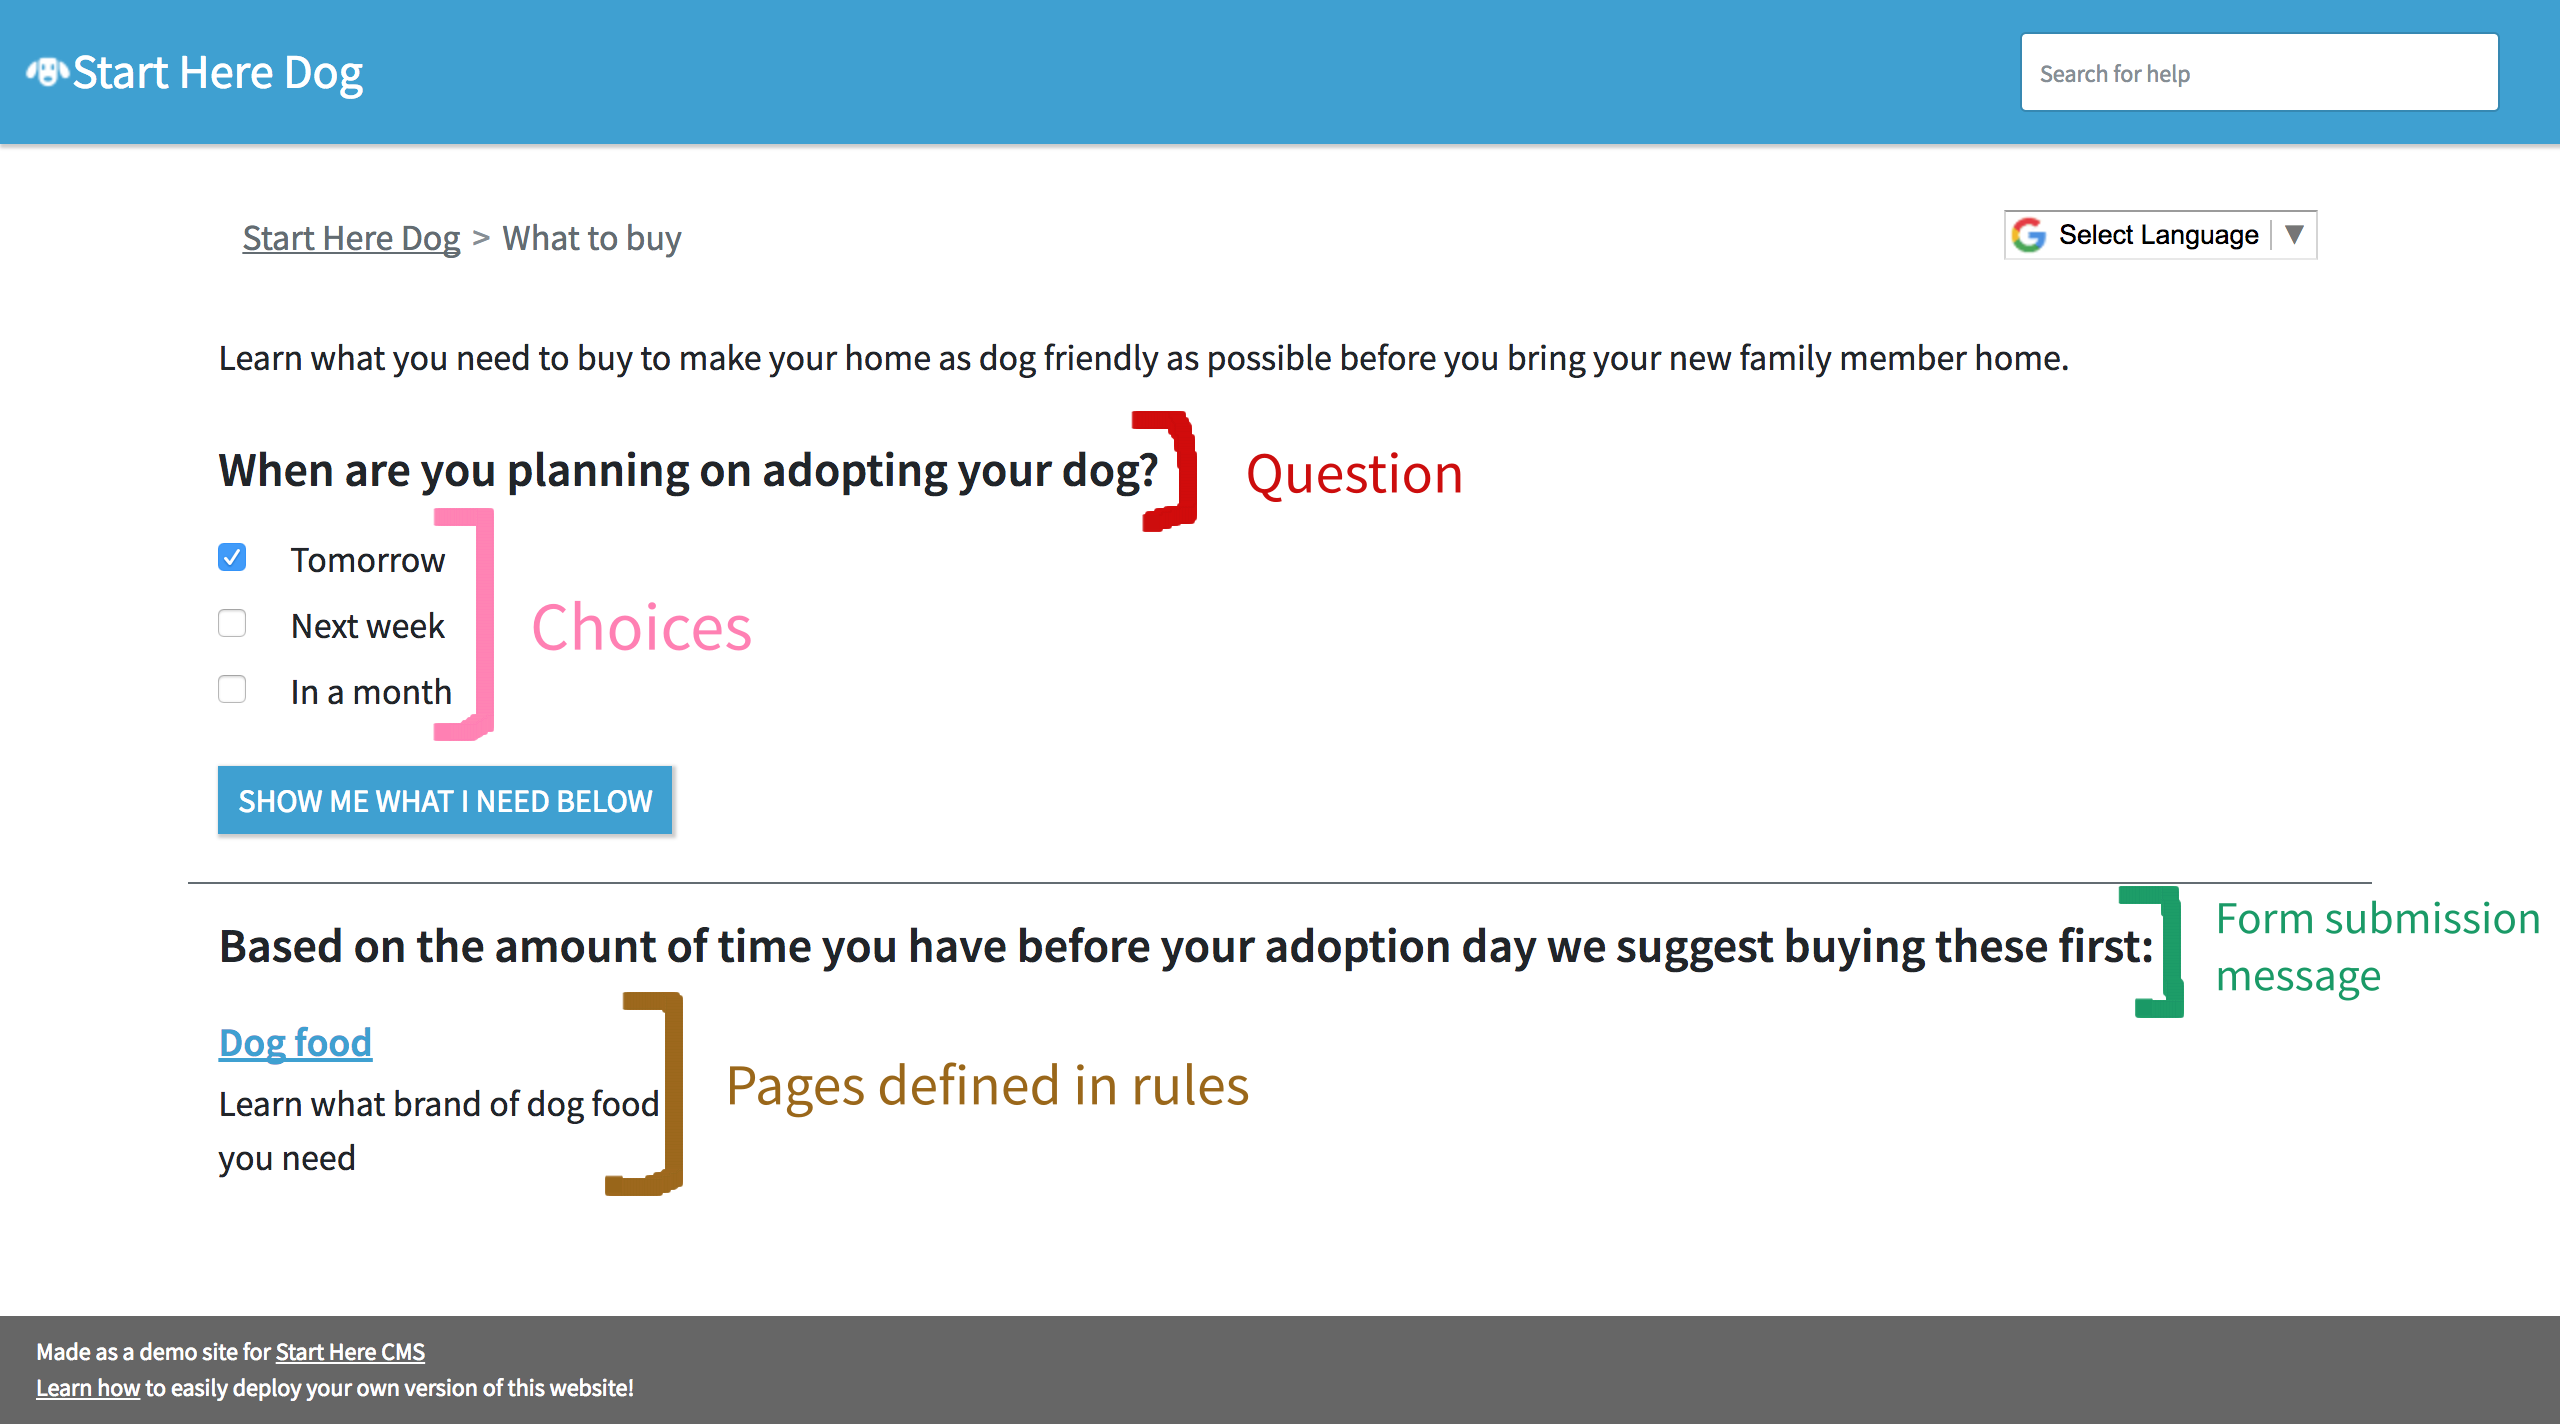 Start Here Dog
Search for help
Start Here Dog > What to buy
Select Language ▼
Learn what you need to buy to make your home as dog friendly as possible before you bring your new family member home.
When are you planning on adopting your dog?
Question
Tomorrow
Next week
In a month
Choices
SHOW ME WHAT I NEED BELOW
Based on the amount of time you have before your adoption day we suggest buying these first:
Form submission
message
Dog food
Learn what brand of dog food
you need
Pages defined in rules
Made as a demo site for Start Here CMS
Learn how to easily deploy your own version of this website!